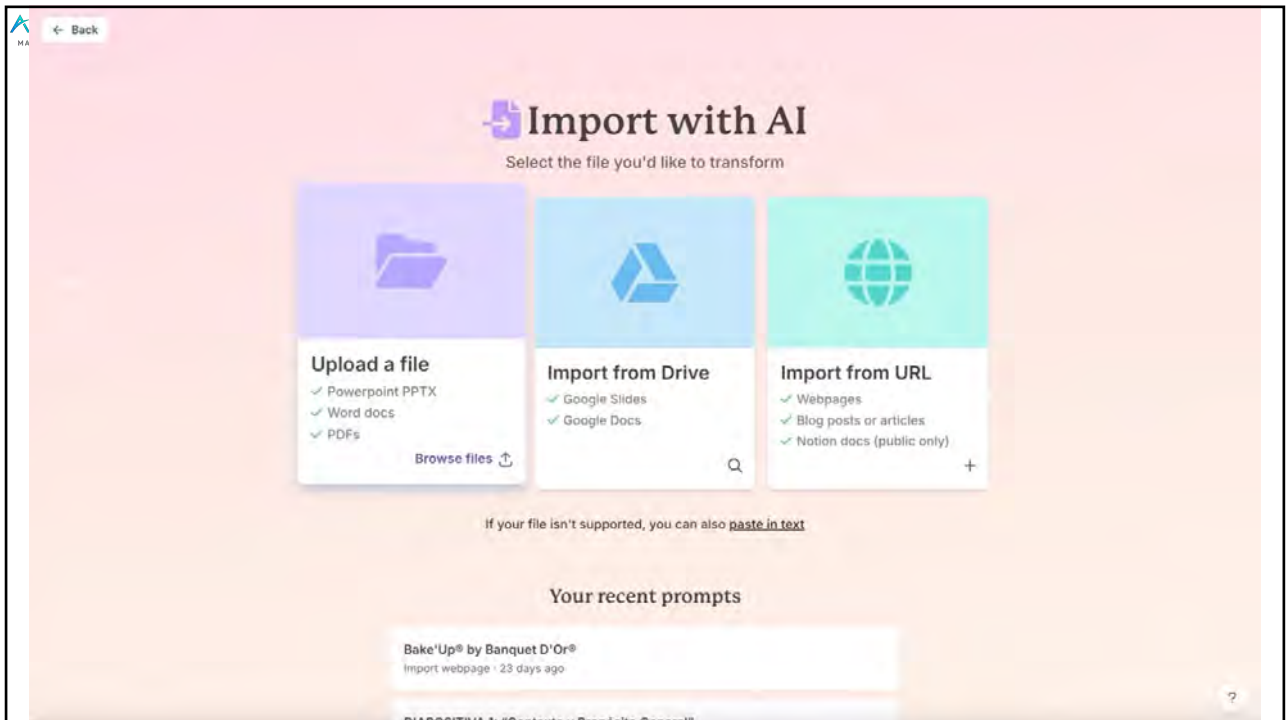 ← Back
MA
Import with AI
Select the file you'd like to transform
Upload a file
✓ Powerpoint PPTX
✓ Word docs
✓ PDFs
Browse files
Import from Drive
✓ Google Slides
✓ Google Docs
Import from URL
✓ Webpages
✓ Blog posts or articles
✓ Notion docs (public only)
+
If your file isn't supported, you can also paste in text
Your recent prompts
Bake'Up® by Banquet D'Or®
Import webpage · 23 days ago
?